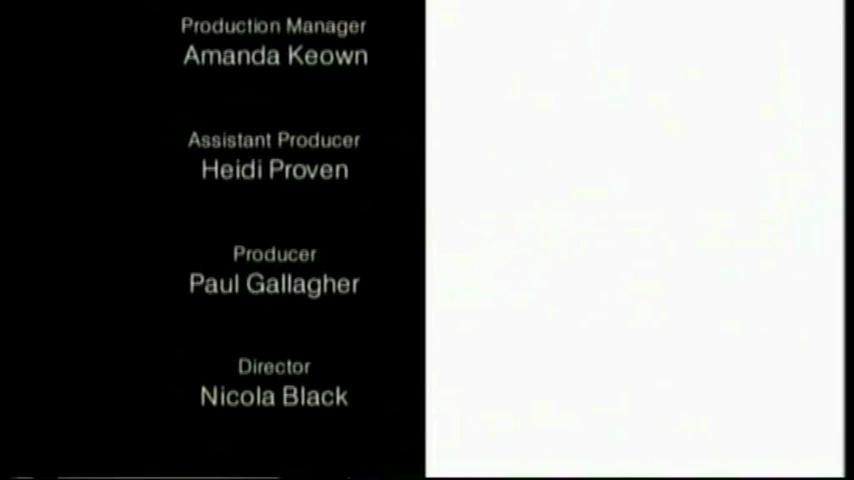 Production Manager
Amanda Keown
Assistant Producer
Heidi Proven
Producer
Paul Gallagher
Director
Nicola Black